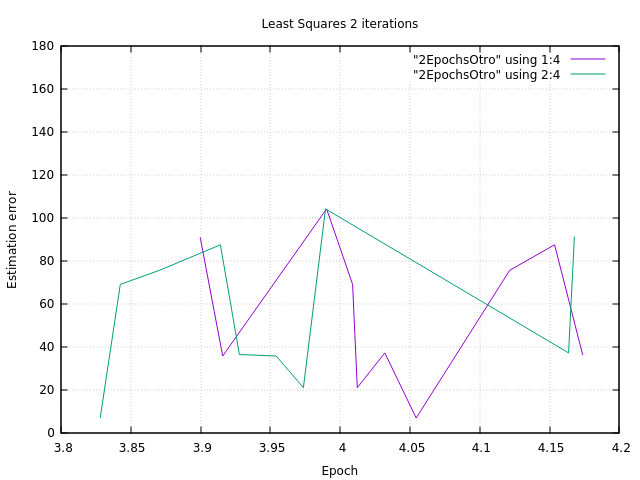 Least Squares 2 iterations
"2EpochsOtro" using 1:4
"2EpochsOtro" using 2:4
180
160
140
120
100
80
60
40
20
0
Estimation error
3.8 3.85 3.9 3.95 4 4.05 4.1 4.15 4.2
Epoch